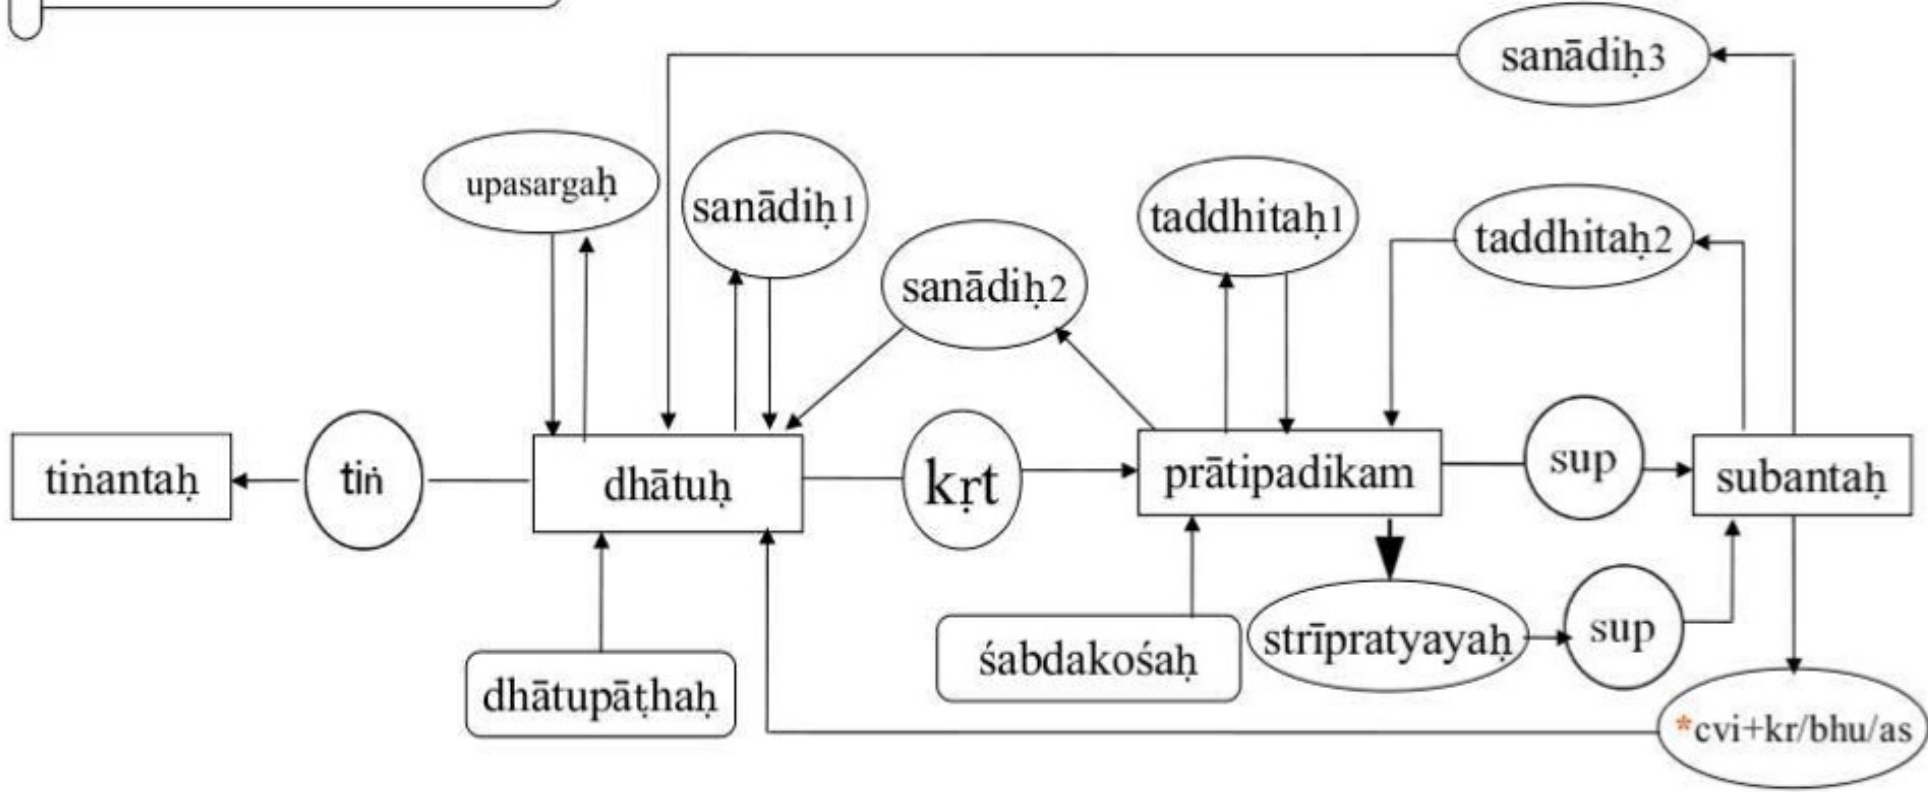 sanādiḥ3
upasargaḥ
sanādiḥ1
taddhitaḥ1
taddhitaḥ2
sanādiḥ2
tiṅantaḥ
tiṅ
dhātuḥ
kṛt
prātipadikam
sup
subantaḥ
dhātupāṭhaḥ
śabdakośaḥ
strīpratyayaḥ
sup
*cvi+kr/bhu/as